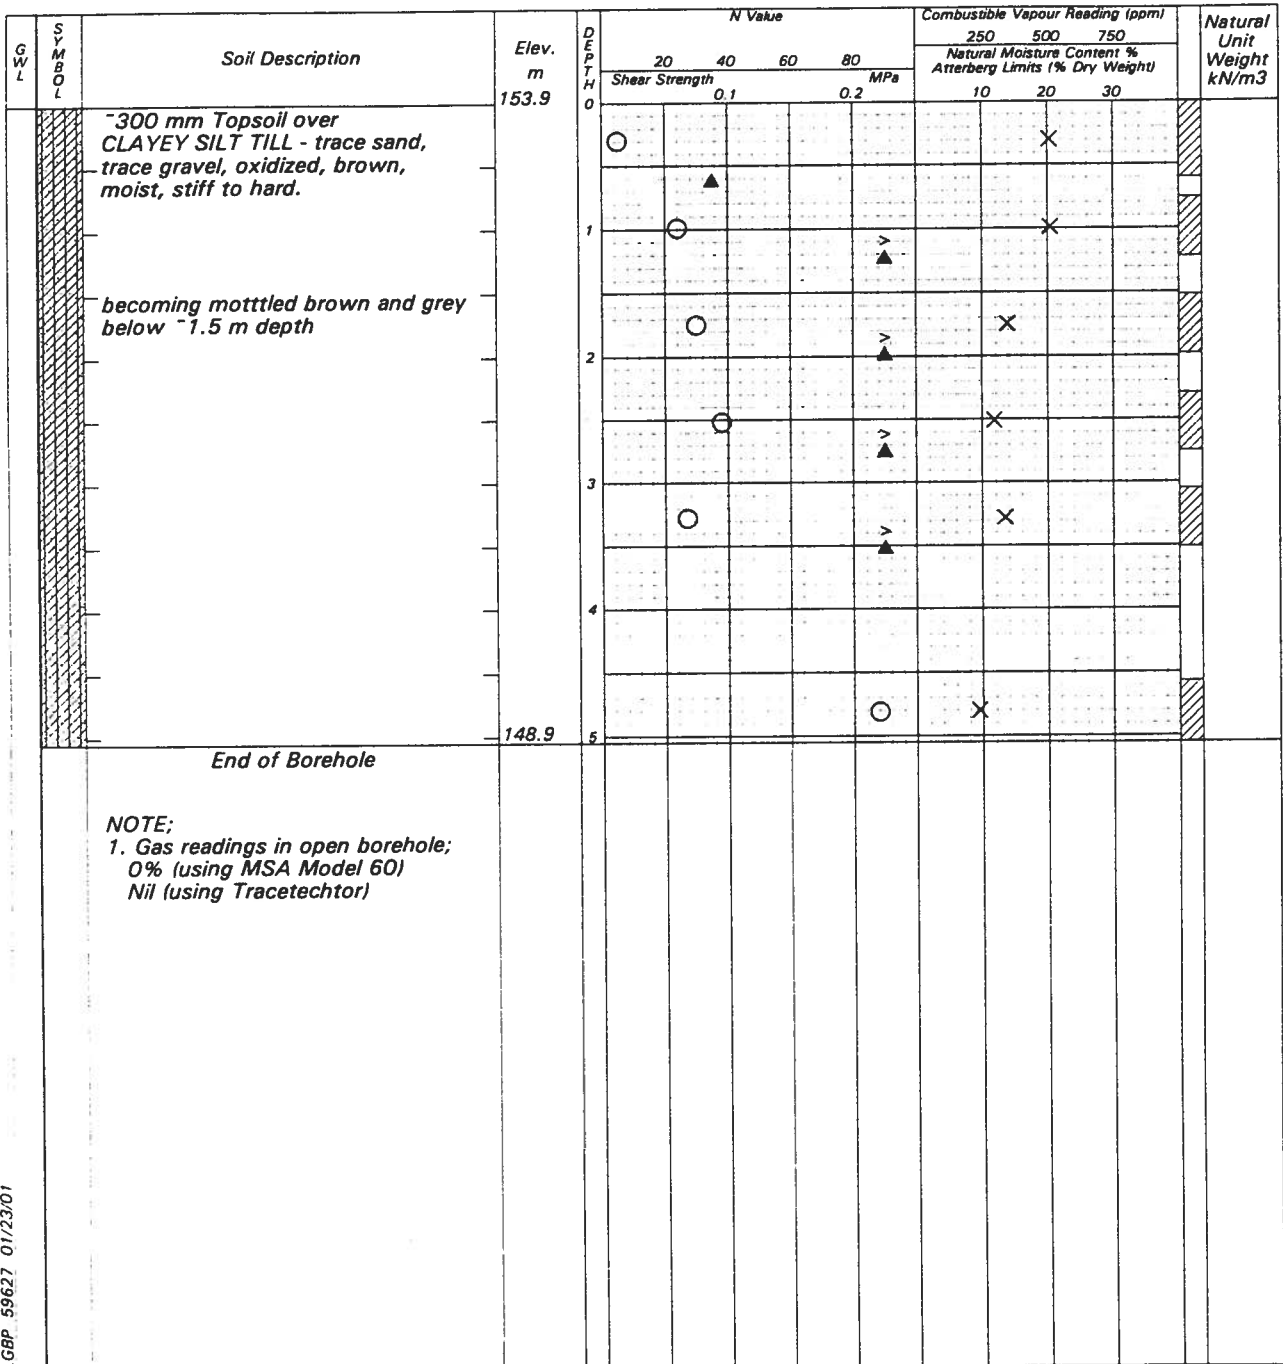 GWL
SYMBOL
Soil Description
Elev.
m
153.9
DEPTH
N Value
20 40 60 80
Shear Strength MPa
0.1 0.2
Combustible Vapour Reading (ppm)
250 500 750
Natural Moisture Content %
Atterberg Limits (% Dry Weight)
10 20 30
Natural
Unit
Weight
kN/m3
0
1
2
3
4
5
~300 mm Topsoil over
CLAYEY SILT TILL - trace sand,
trace gravel, oxidized, brown,
moist, stiff to hard.
becoming motttled brown and grey
below ~1.5 m depth
148.9
End of Borehole
NOTE;
1. Gas readings in open borehole;
0% (using MSA Model 60)
Nil (using Tracetechtor)
GBP 59627 01/23/01